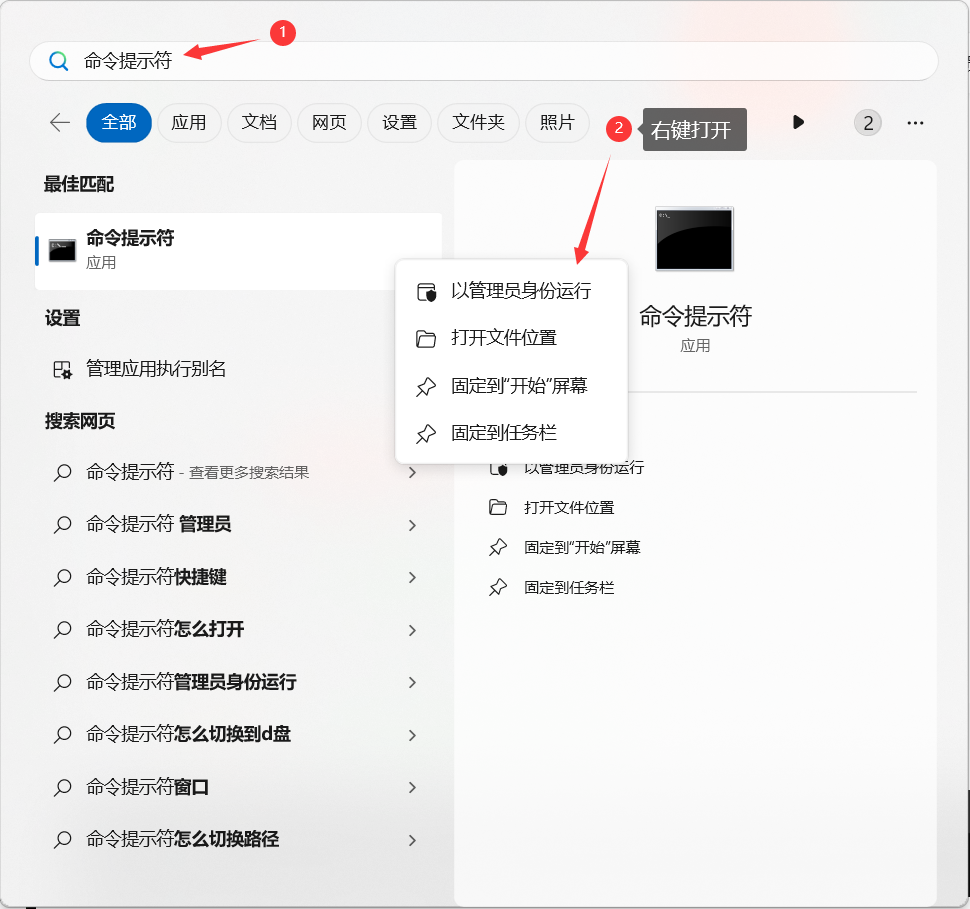 1
命令提示符
全部
应用
文档
网页
设置
文件夹
照片
2
右键打开
2
最佳匹配
命令提示符
应用
设置
管理应用执行别名
搜索网页
命令提示符 - 查看更多搜索结果
命令提示符 管理员
命令提示符快捷键
命令提示符怎么打开
命令提示符管理员身份运行
命令提示符怎么切换到d盘
命令提示符窗口
命令提示符怎么切换路径
以管理员身份运行
打开文件位置
固定到“开始”屏幕
固定到任务栏
命令提示符
应用
以管理员身份运行
打开文件位置
固定到“开始”屏幕
固定到任务栏